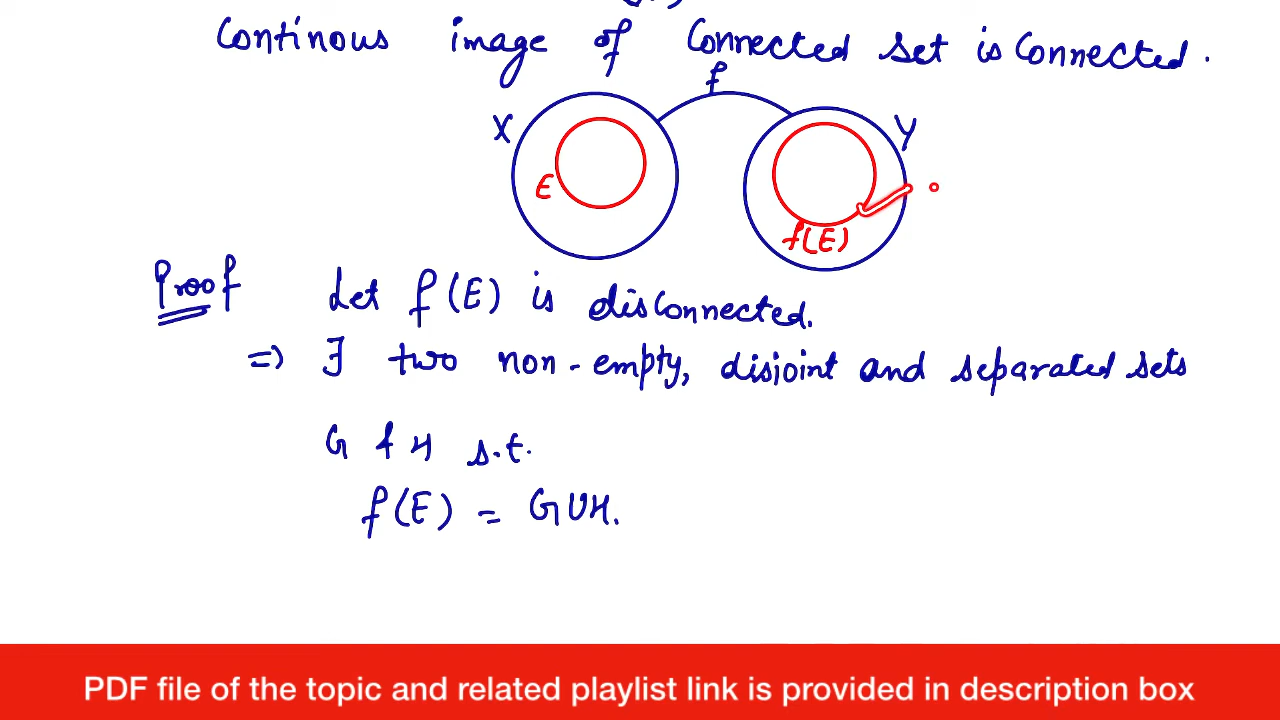 Continous image of Connected set is Connected.
f
X
Y
E
f(E)
Proof Let f(E) is disconnected.
=> ∃ two non-empty, disjoint and separated sets
G & H s.t.
f(E) = G∪H.
PDF file of the topic and related playlist link is provided in description box